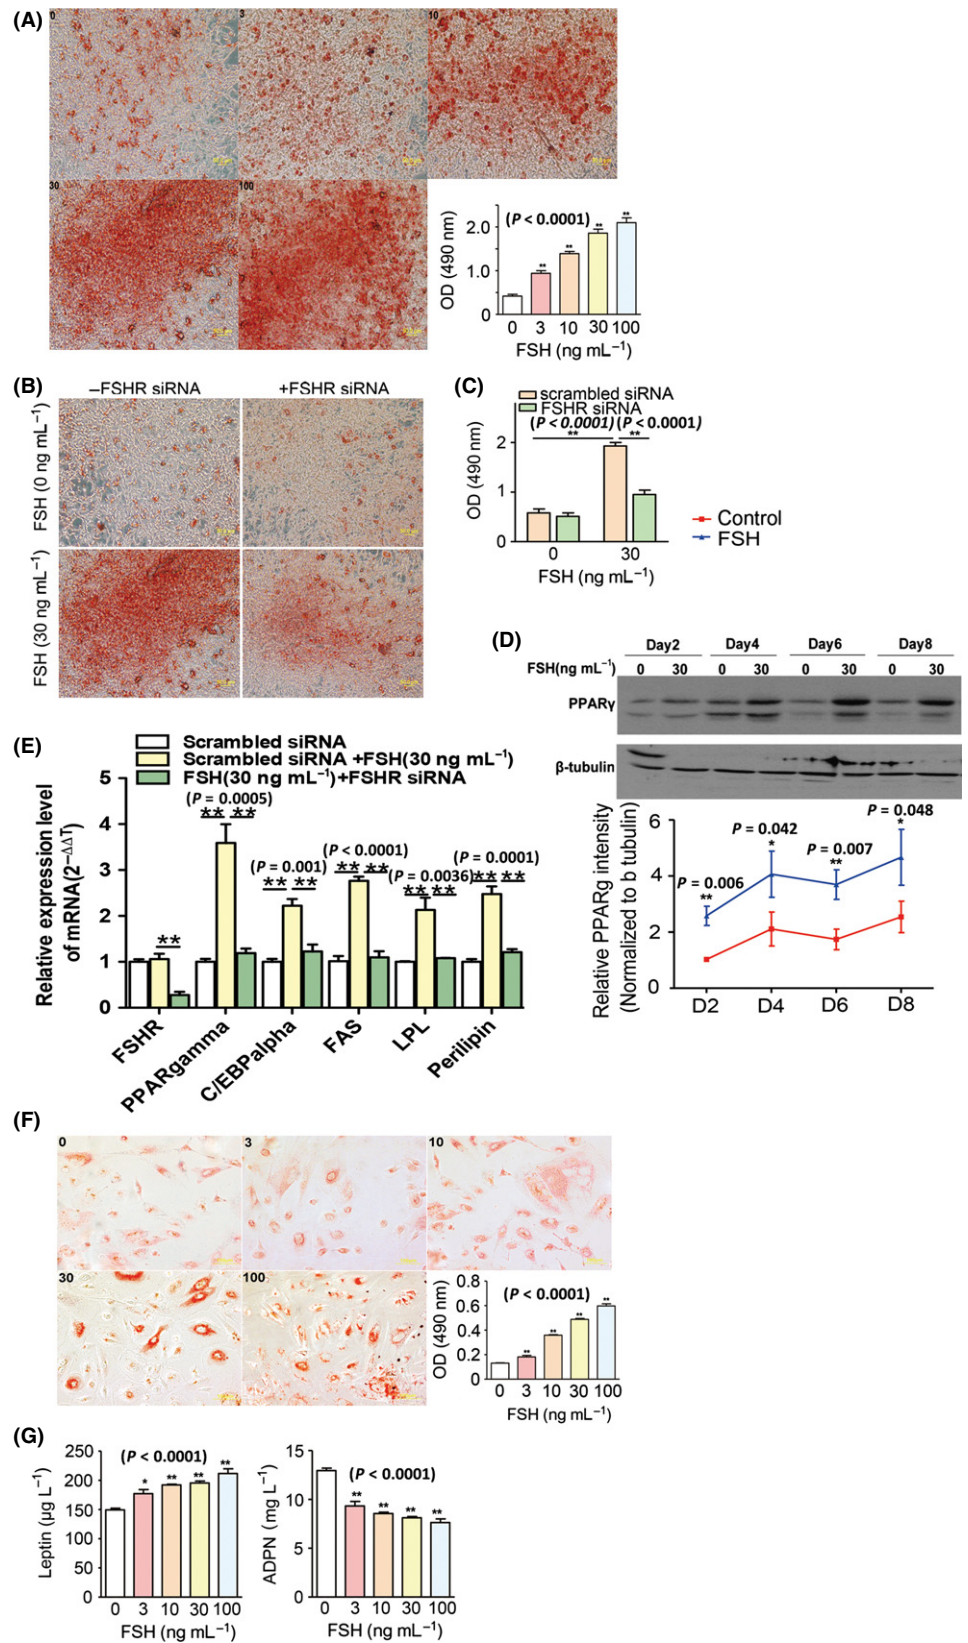 (A)
0
3
10
30
100
2.0
1.0
0
OD (490 nm)
(P < 0.0001)
** ** ** **
0 3 10 30 100
FSH (ng mL−1)
(B)
–FSHR siRNA +FSHR siRNA
FSH (0 ng mL−1)
FSH (30 ng mL−1)
(C)
scrambled siRNA
FSHR siRNA
(P < 0.0001) (P < 0.0001)
** **
2
1
0
OD (490 nm)
0 30
FSH (ng mL−1)
Control
FSH
(D)
Day2 Day4 Day6 Day8
FSH(ng mL−1) 0 30 0 30 0 30 0 30
PPARγ
β-tubulin
Relative PPARg intensity
(Normalized to b tubulin)
6
4
2
0
P = 0.006
**
P = 0.042
*
P = 0.007
**
P = 0.048
*
D2 D4 D6 D8
(E)
Scrambled siRNA
Scrambled siRNA +FSH(30 ng mL−1)
FSH(30 ng mL−1)+FSHR siRNA
Relative expression level
of mRNA(2−ΔΔT)
5
4
3
2
1
0
**
(P = 0.0005)
** **
(P = 0.001)
** **
(P < 0.0001)
** **
(P = 0.0036)
** **
(P = 0.0001)
** **
FSHR
PPARgamma
C/EBPalpha
FAS
LPL
Perilipin
(F)
0
3
10
30
100
0.8
0.6
0.4
0.2
0
OD (490 nm)
(P < 0.0001)
** ** ** **
0 3 10 30 100
FSH (ng mL−1)
(G)
Leptin (µg L−1)
250
200
150
100
50
0
(P < 0.0001)
* ** ** **
0 3 10 30 100
FSH (ng mL−1)
ADPN (mg L−1)
15
10
5
0
(P < 0.0001)
** ** ** **
0 3 10 30 100
FSH (ng mL−1)